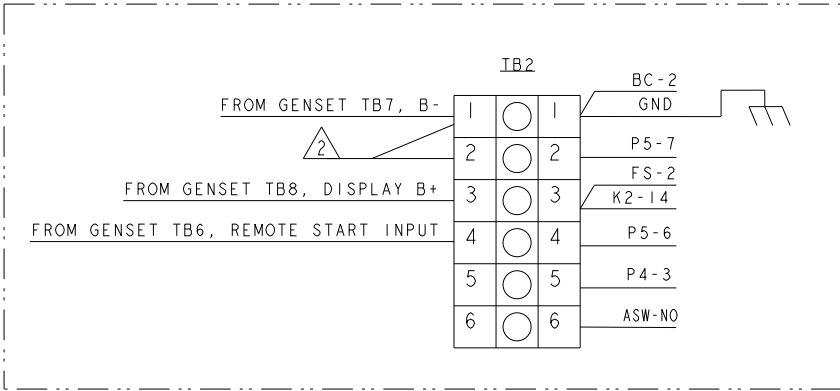 TB2
BC-2
FROM GENSET TB7, B- 1 1 GND
2 2 2 P5-7
FS-2
FROM GENSET TB8, DISPLAY B+ 3 3 K2-14
FROM GENSET TB6, REMOTE START INPUT 4 4 P5-6
5 5 P4-3
6 6 ASW-NO